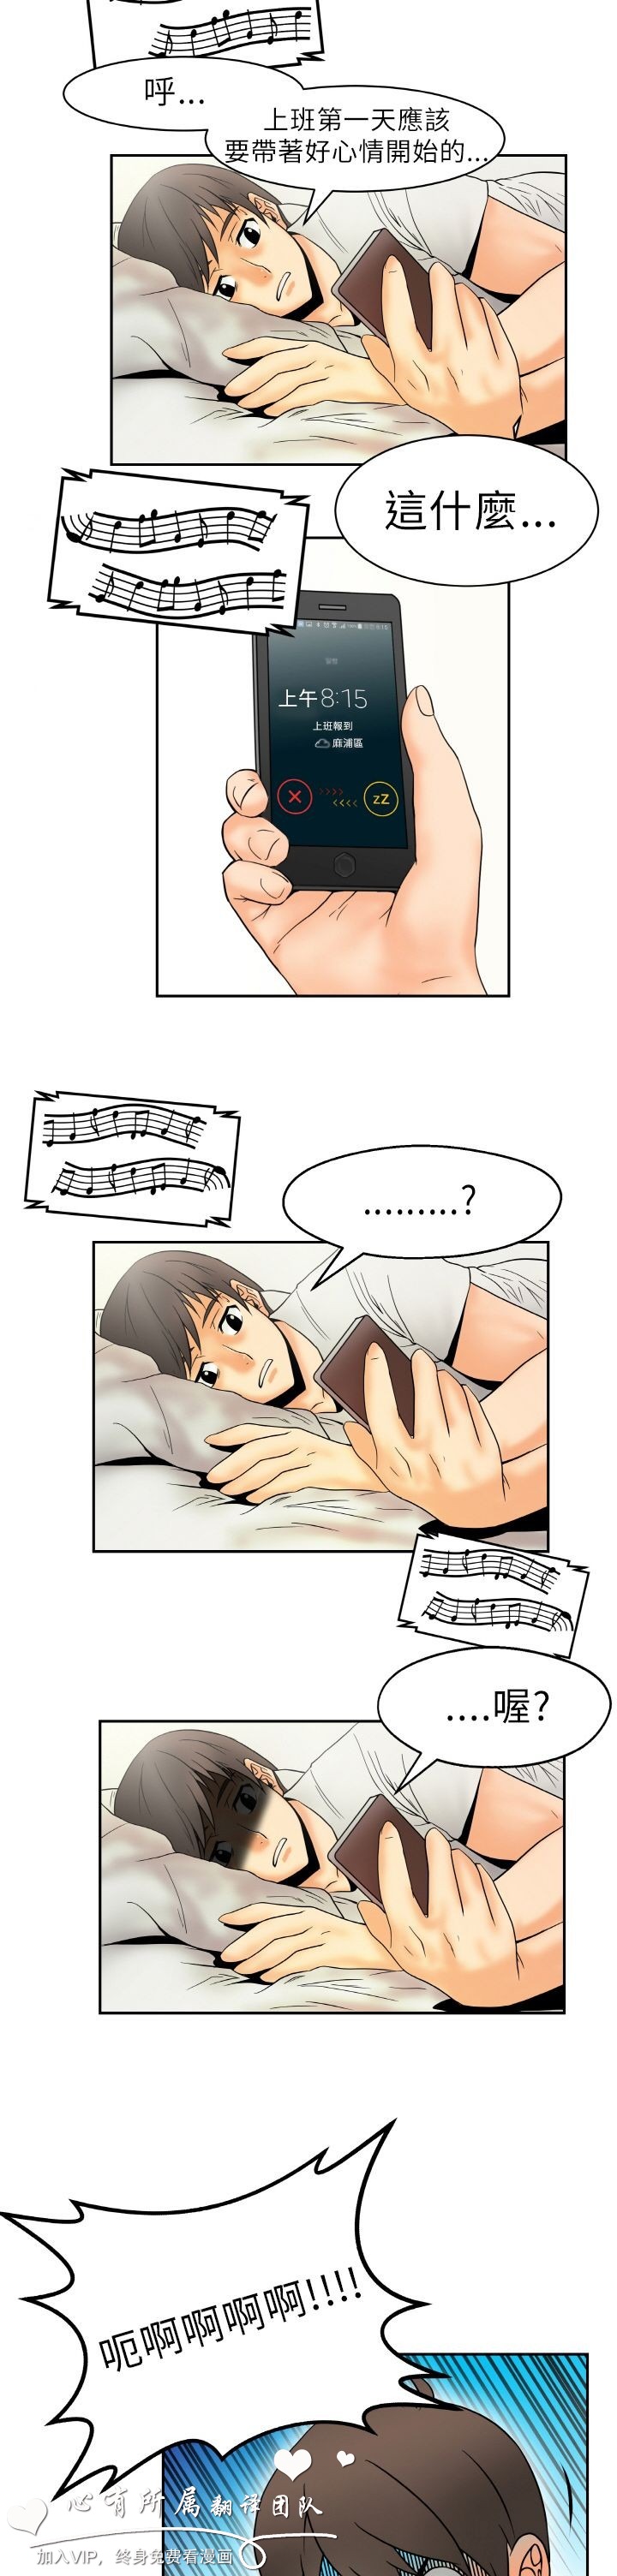 呼...
上班第一天應該
要帶著好心情開始的...
這什麼...
上午8:15
上班報到
麻浦區
zZ
.........?
....喔?
呃啊啊啊啊!!!!
心有所属翻译团队
加入VIP，终身免费看漫画